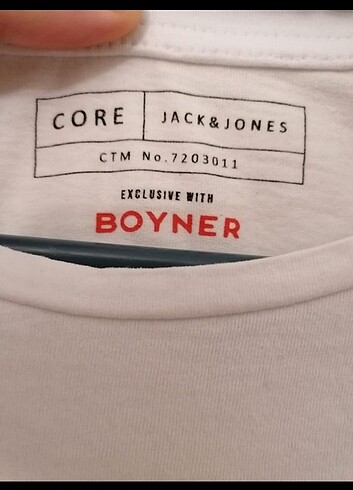 CORE JACK&JONES
CTM No.7203011
EXCLUSIVE WITH
BOYNER